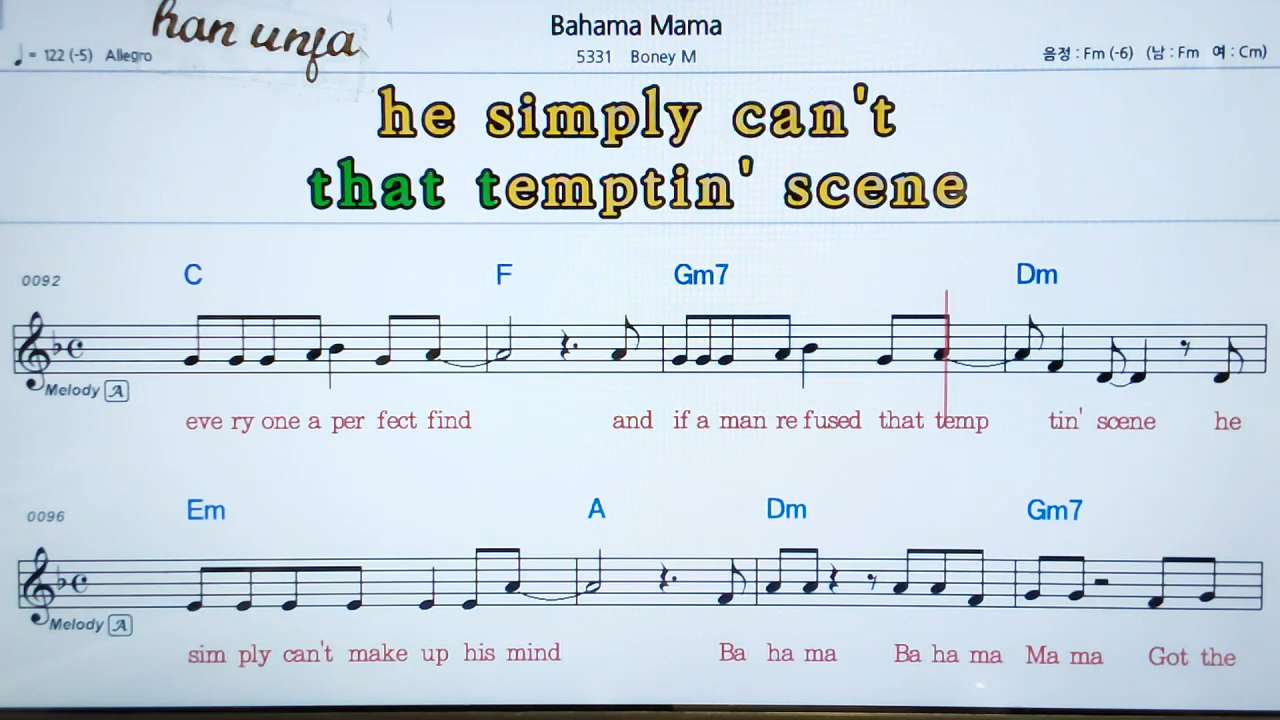 han unfa
Bahama Mama
♩ = 122 (-5) Allegro
5331 Boney M
음정 : Fm (-6) (남 : Fm 여 : Cm)
he simply can't
that temptin' scene
0092
C F Gm7 Dm
Melody A
eve ry one a per fect find and if a man re fused that temp tin' scene he
0096
Em A Dm Gm7
Melody A
sim ply can't make up his mind Ba ha ma Ba ha ma Ma ma Got the